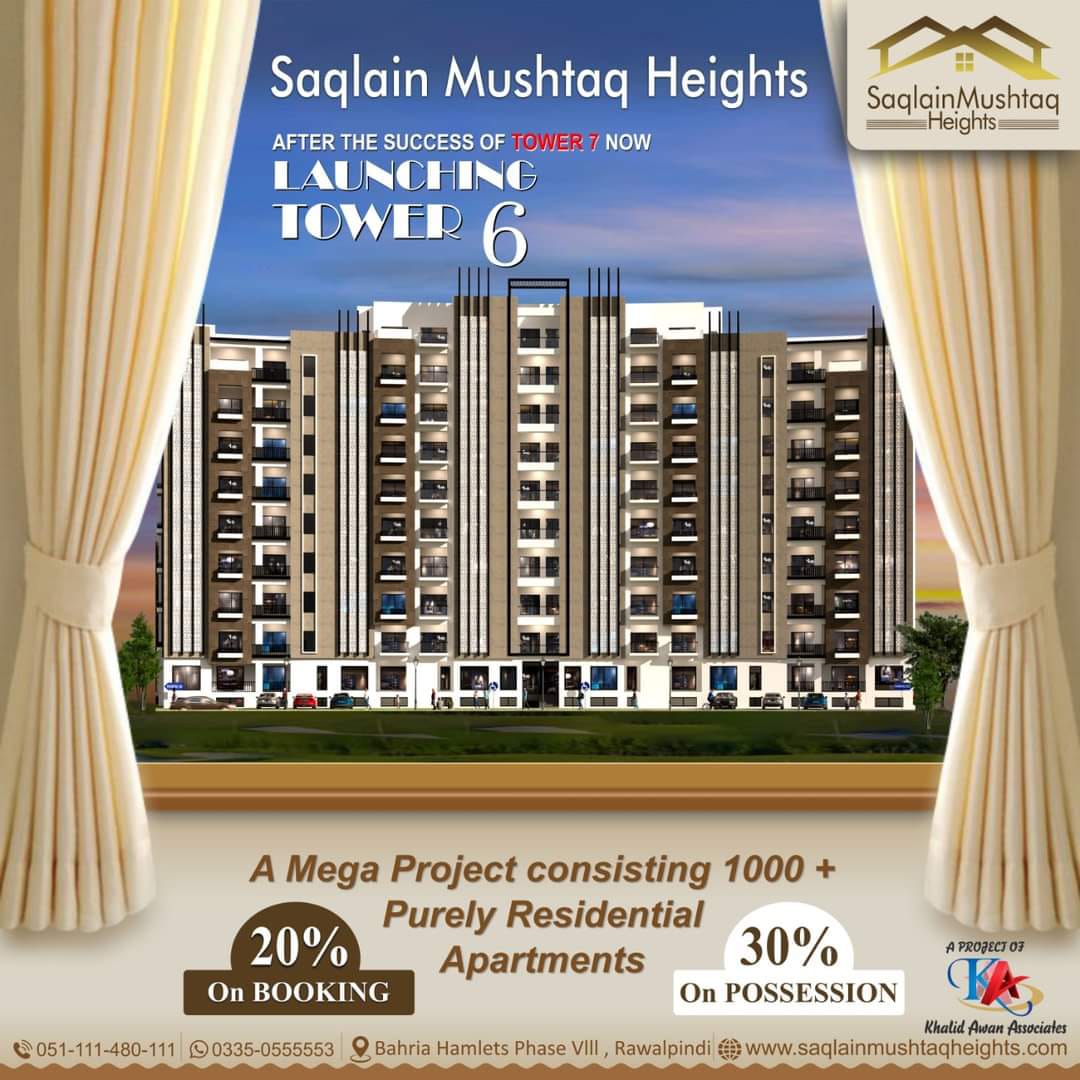 Saqlain Mushtaq Heights
SaqlainMushtaq
Heights
AFTER THE SUCCESS OF TOWER 7 NOW
LAUNCHING
TOWER 6
A Mega Project consisting 1000 +
Purely Residential
Apartments
20%
On BOOKING
30%
On POSSESSION
A PROJECT OF
KA
Khalid Awan Associates
051-111-480-111 0335-0555553 Bahria Hamlets Phase Vlll , Rawalpindi www.saqlainmushtaqheights.com